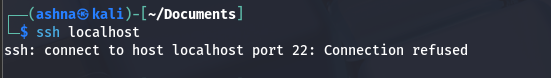 ┌──(ashna㉿kali)-[~/Documents]
└─$ ssh localhost
ssh: connect to host localhost port 22: Connection refused